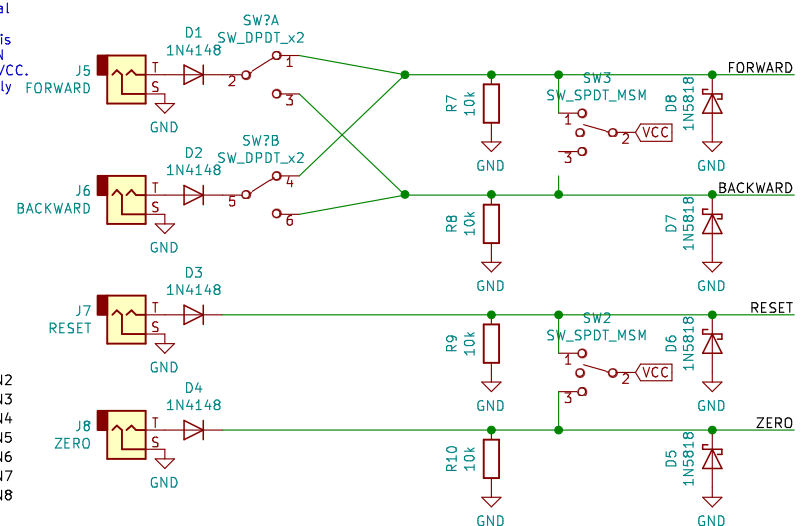 al
is
N
VCC.
ly
J5
FORWARD
T
S
GND
D1
1N4148
SW?A
SW_DPDT_x2
2
1
3
J6
BACKWARD
T
S
GND
D2
1N4148
SW?B
SW_DPDT_x2
5
4
6
R7
10k
GND
SW3
SW_SPDT_MSM
1
2
3
VCC
D8
1N5818
GND
FORWARD
R8
10k
GND
D7
1N5818
GND
BACKWARD
J7
RESET
T
S
GND
D3
1N4148
R9
10k
GND
SW2
SW_SPDT_MSM
1
2
3
VCC
D6
1N5818
GND
RESET
J8
ZERO
T
S
GND
D4
1N4148
R10
10k
GND
D5
1N5818
GND
ZERO
N2
N3
N4
N5
N6
N7
N8